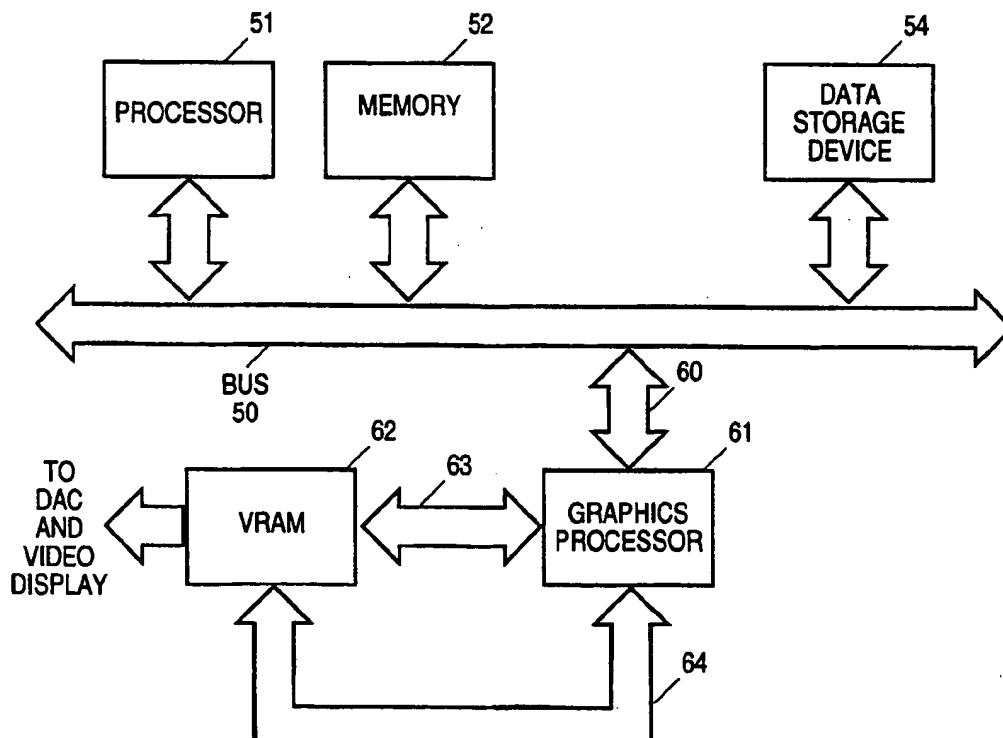 51
52
54
PROCESSOR
MEMORY
DATA
STORAGE
DEVICE
BUS
50
60
62
63
61
TO
DAC
AND
VIDEO
DISPLAY
VRAM
GRAPHICS
PROCESSOR
64